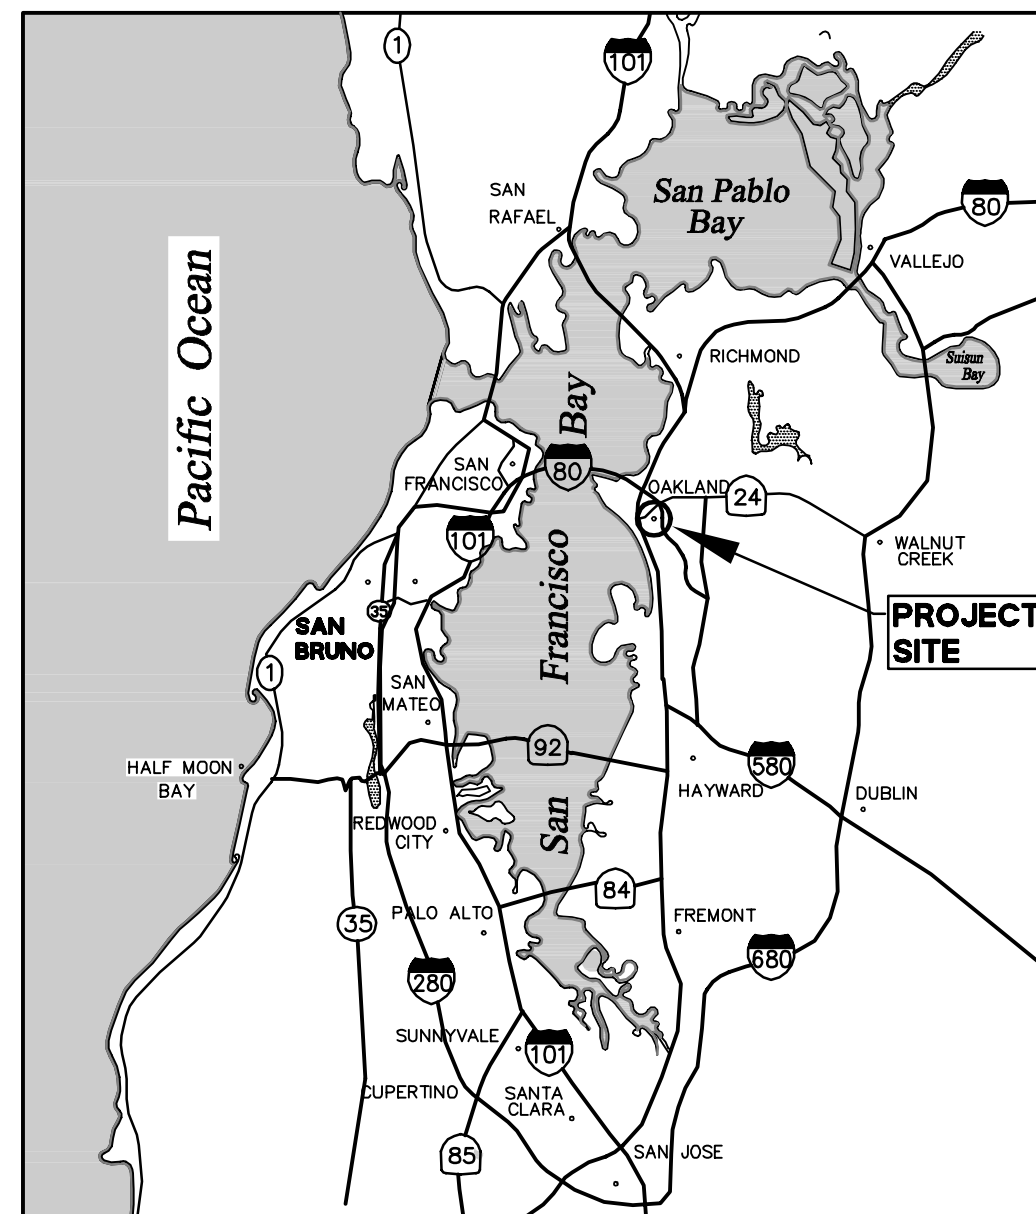 1
101
SAN
RAFAEL
San Pablo
Bay
80
VALLEJO
Pacific Ocean
RICHMOND
Suisun
Bay
San Francisco Bay
SAN
FRANCISCO
80
OAKLAND
24
101
WALNUT
CREEK
35
SAN
BRUNO
PROJECT
SITE
1
SAN
MATEO
92
580
HALF MOON
BAY
HAYWARD
DUBLIN
REDWOOD
CITY
84
35
PALO ALTO
FREMONT
680
280
SUNNYVALE
101
CUPERTINO
SANTA
CLARA
85
SAN JOSE